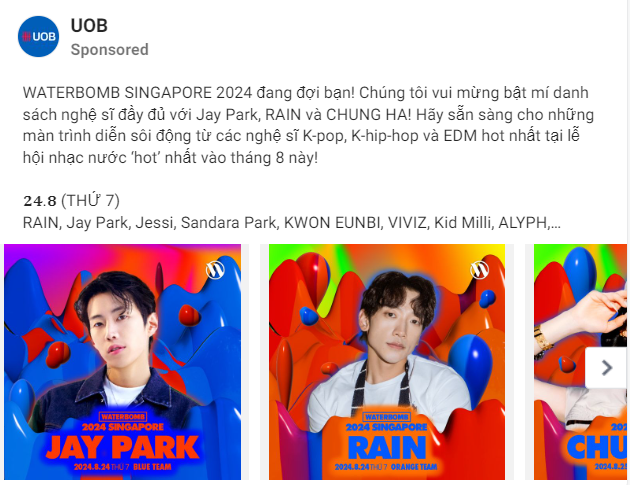 UOB
UOB
Sponsored
WATERBOMB SINGAPORE 2024 đang đợi bạn! Chúng tôi vui mừng bật mí danh
sách nghệ sĩ đầy đủ với Jay Park, RAIN và CHUNG HA! Hãy sẵn sàng cho những
màn trình diễn sôi động từ các nghệ sĩ K-pop, K-hip-hop và EDM hot nhất tại lễ
hội nhạc nước ‘hot’ nhất vào tháng 8 này!
24.8 (THỨ 7)
RAIN, Jay Park, Jessi, Sandara Park, KWON EUNBI, VIVIZ, Kid Milli, ALYPH,...
WATERBOMB
2024 SINGAPORE
JAY PARK
2024.8.24 THỨ 7 BLUE TEAM
WATERBOMB
2024 SINGAPORE
RAIN
2024.8.24 THỨ 7 ORANGE TEAM
202
CHU
2024.8